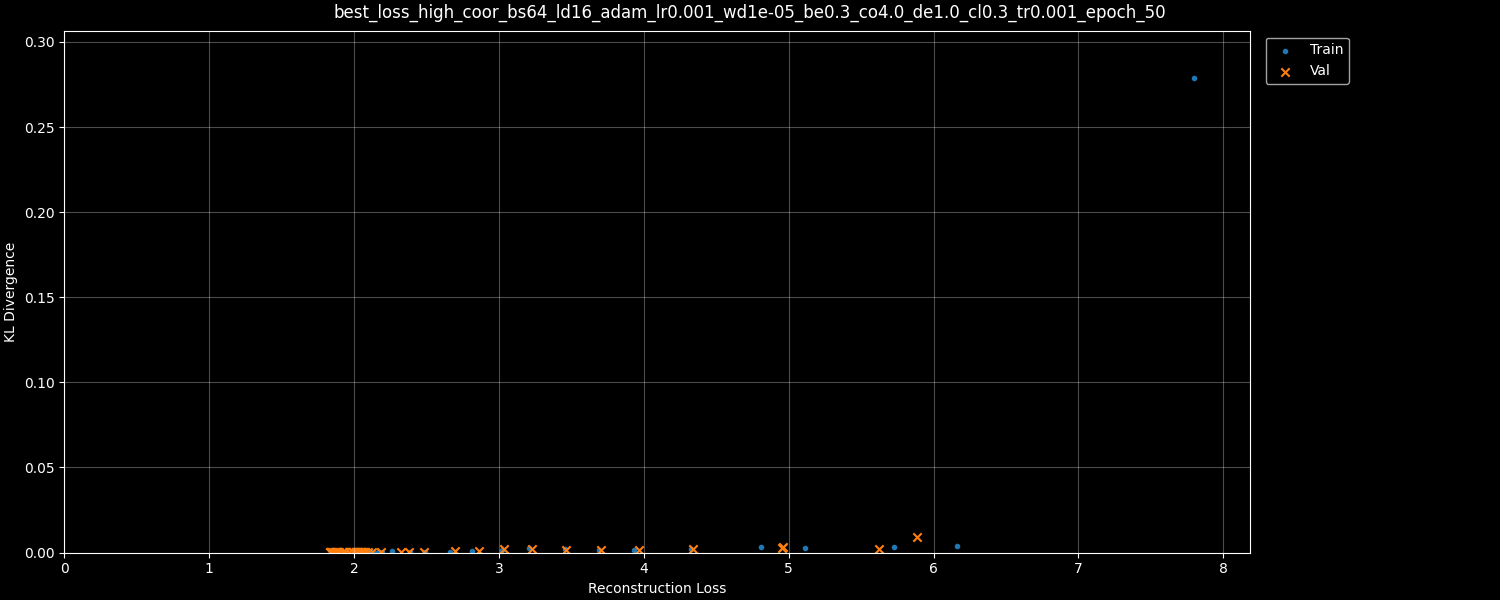 best_loss_high_coor_bs64_ld16_adam_lr0.001_wd1e-05_be0.3_co4.0_de1.0_cl0.3_tr0.001_epoch_50
Train
Val
0.30
0.25
0.20
0.15
0.10
0.05
0.00
KL Divergence
0 1 2 3 4 5 6 7 8
Reconstruction Loss